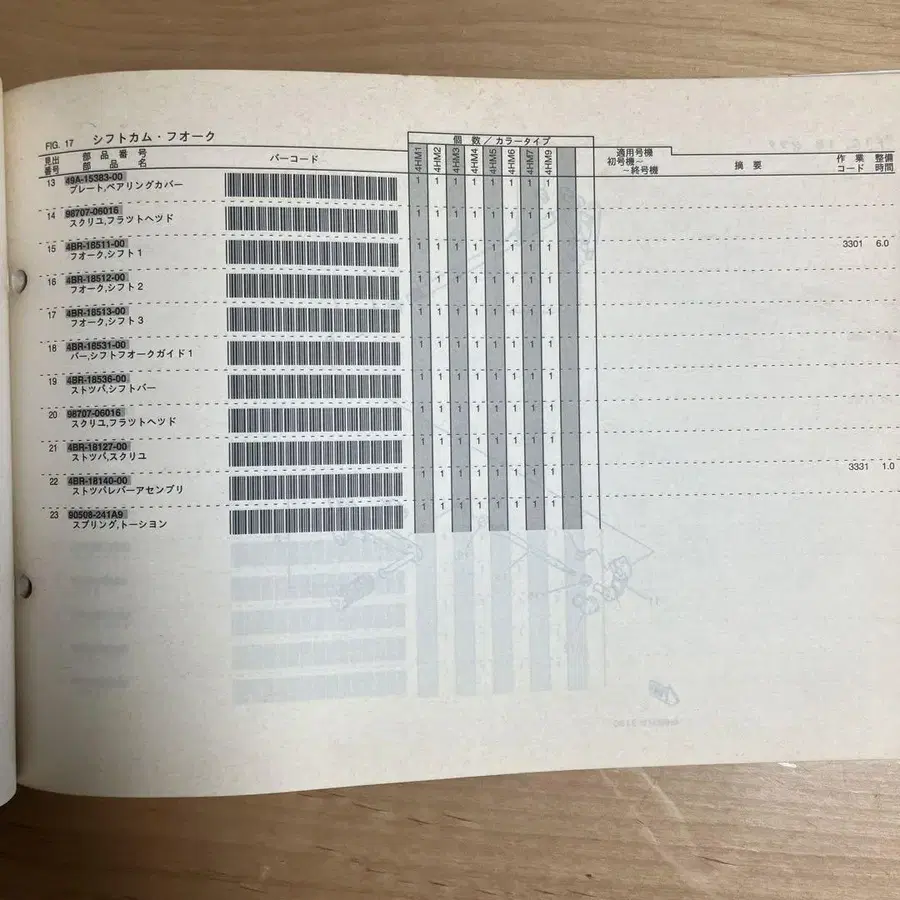 FIG. 17 シフトカム・フオーク
個 数 / カラータイプ
見出番号 部品番号 部品名 バーコード 4HM1 4HM2 4HM3 4HM4 4HM5 4HM6 4HM7 4HM9 適用号機 初号機～ ～終号機 摘要 作業コード 整備時間
13 49A-15383-00 1 1 1 1 1 1 1 1
プレート,ベアリングカバー
14 98707-06016 1 1 1 1 1 1 1 1
スクリユ,フラツトヘツド
15 4BR-18511-00 1 1 1 1 1 1 1 1 3301 6.0
フオーク,シフト1
16 4BR-18512-00 1 1 1 1 1 1 1 1
フオーク,シフト2
17 4BR-18513-00 1 1 1 1 1 1 1 1
フオーク,シフト3
18 4BR-18531-00 1 1 1 1 1 1 1 1
バー,シフトフオークガイド1
19 4BR-18536-00 1 1 1 1 1 1 1 1
ストツパ,シフトバー
20 98707-06016 1 1 1 1 1 1 1 1
スクリユ,フラツトヘツド
21 4BR-18127-00 1 1 1 1 1 1 1 1
ストツパ,スクリユ
22 4BR-18140-00 1 1 1 1 1 1 1 1 3331 1.0
ストツパレバーアセンブリ
23 90508-241A9 1 1 1 1 1 1 1 1
スプリング,トーシヨン